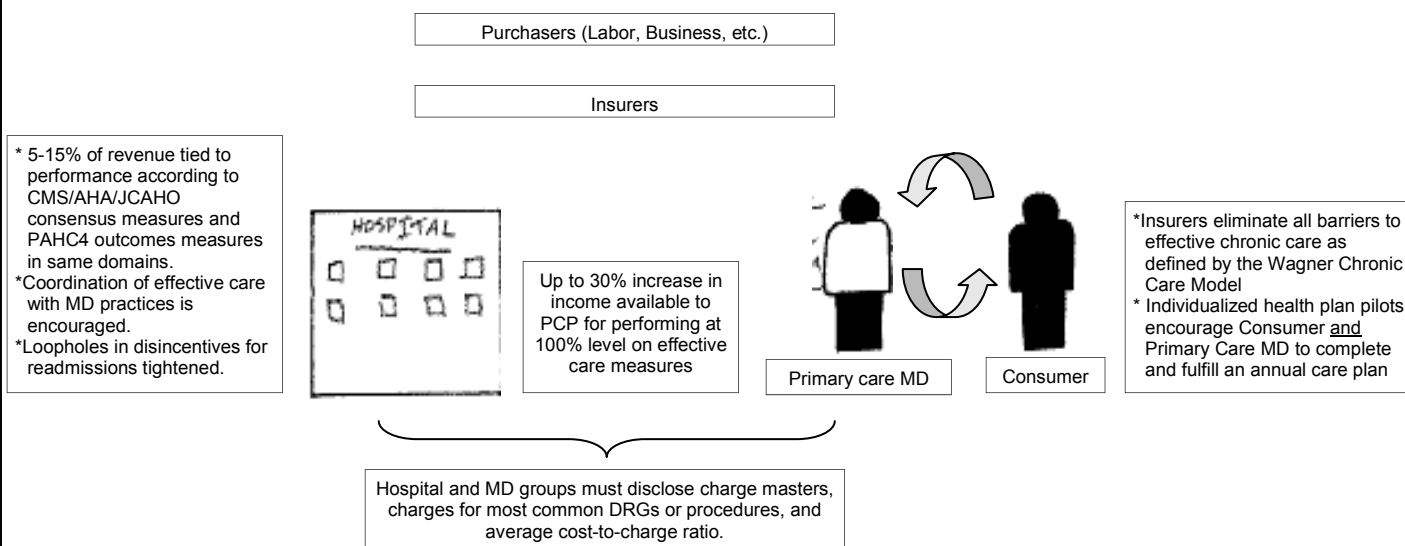 Purchasers (Labor, Business, etc.)
Insurers
* 5-15% of revenue tied to
performance according to
CMS/AHA/JCAHO
consensus measures and
PAHC4 outcomes measures
in same domains.
*Coordination of effective care
with MD practices is
encouraged.
*Loopholes in disincentives for
readmissions tightened.
HOSPITAL
Up to 30% increase in
income available to
PCP for performing at
100% level on effective
care measures
Primary care MD
Consumer
*Insurers eliminate all barriers to
effective chronic care as
defined by the Wagner Chronic
Care Model
* Individualized health plan pilots
encourage Consumer and
Primary Care MD to complete
and fulfill an annual care plan
Hospital and MD groups must disclose charge masters,
charges for most common DRGs or procedures, and
average cost-to-charge ratio.